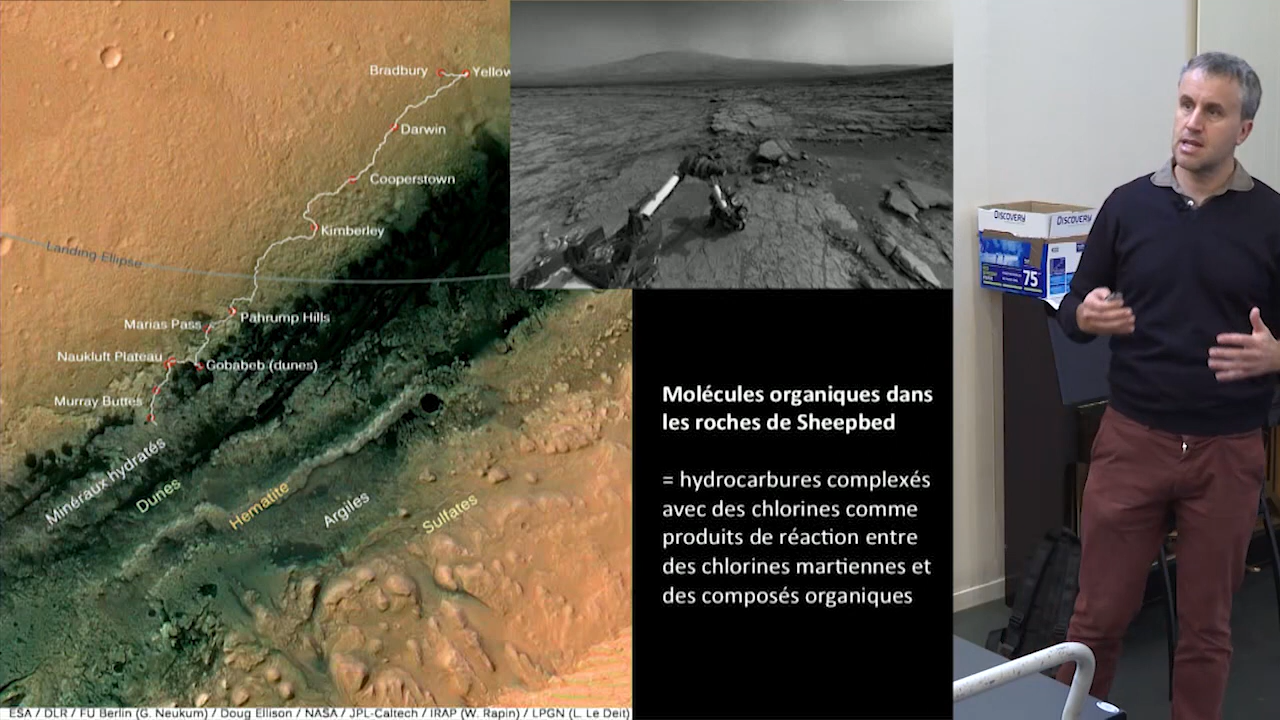 Bradbury
Yellow
Darwin
Cooperstown
Kimberley
Landing Ellipse
Pahrump Hills
Marias Pass
Naukluft Plateau
Gobabeb (dunes)
Murray Buttes
Minéraux hydratés
Dunes
Hematite
Argiles
Sulfates
ESA / DLR / FU Berlin (G. Neukum) / Doug Ellison / NASA / JPL-Caltech / IRAP (W. Rapin) / LPGN (L. Le Deit)
Molécules organiques dans
les roches de Sheepbed
= hydrocarbures complexés
avec des chlorines comme
produits de réaction entre
des chlorines martiennes et
des composés organiques
DISCOVERY
DISCOVERY
75